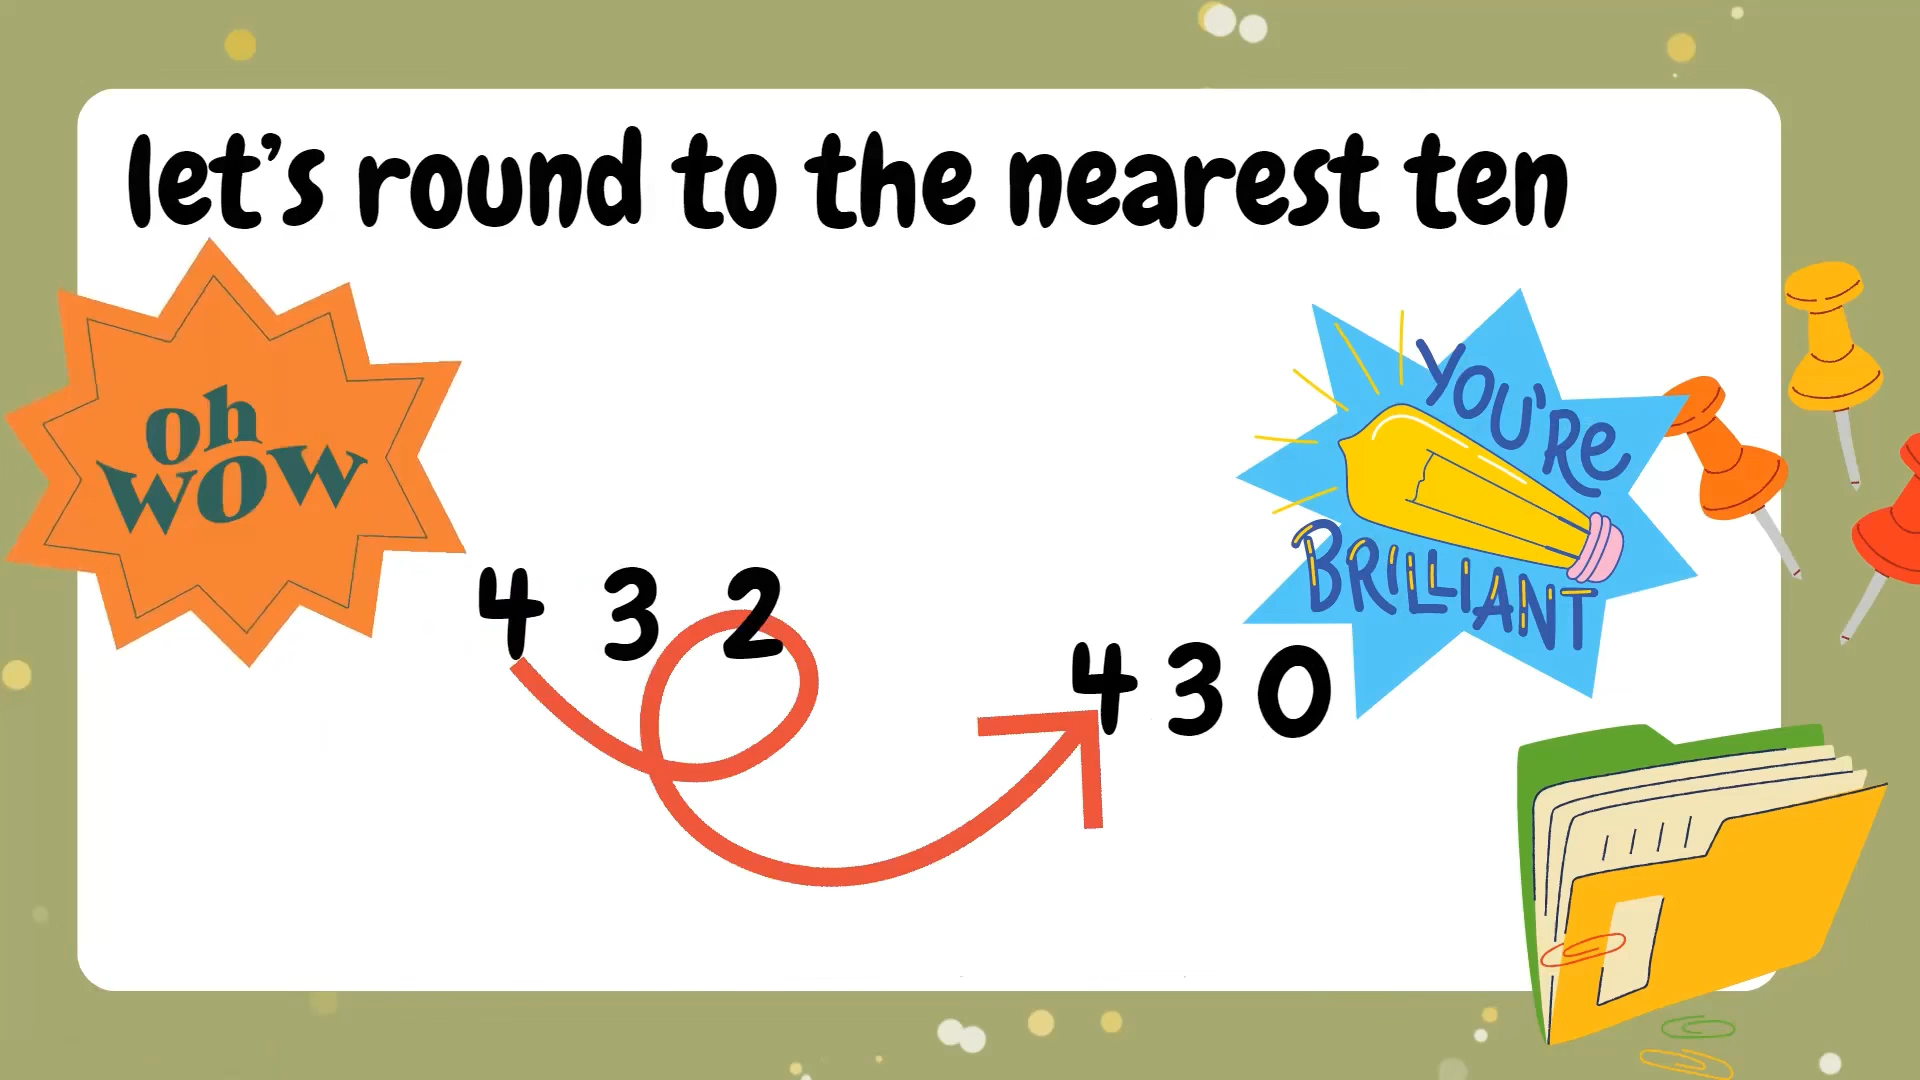 let's round to the nearest ten
oh
wow
YOU'Re
BRILLIANT
4 3 2
4 3 0